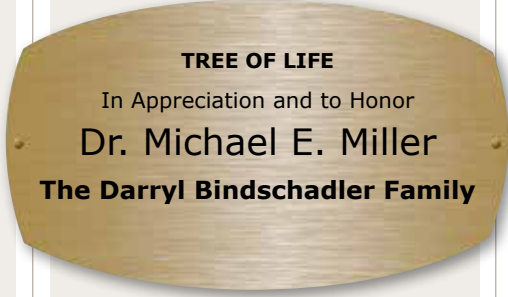 TREE OF LIFE
In Appreciation and to Honor
Dr. Michael E. Miller
The Darryl Bindschadler Family